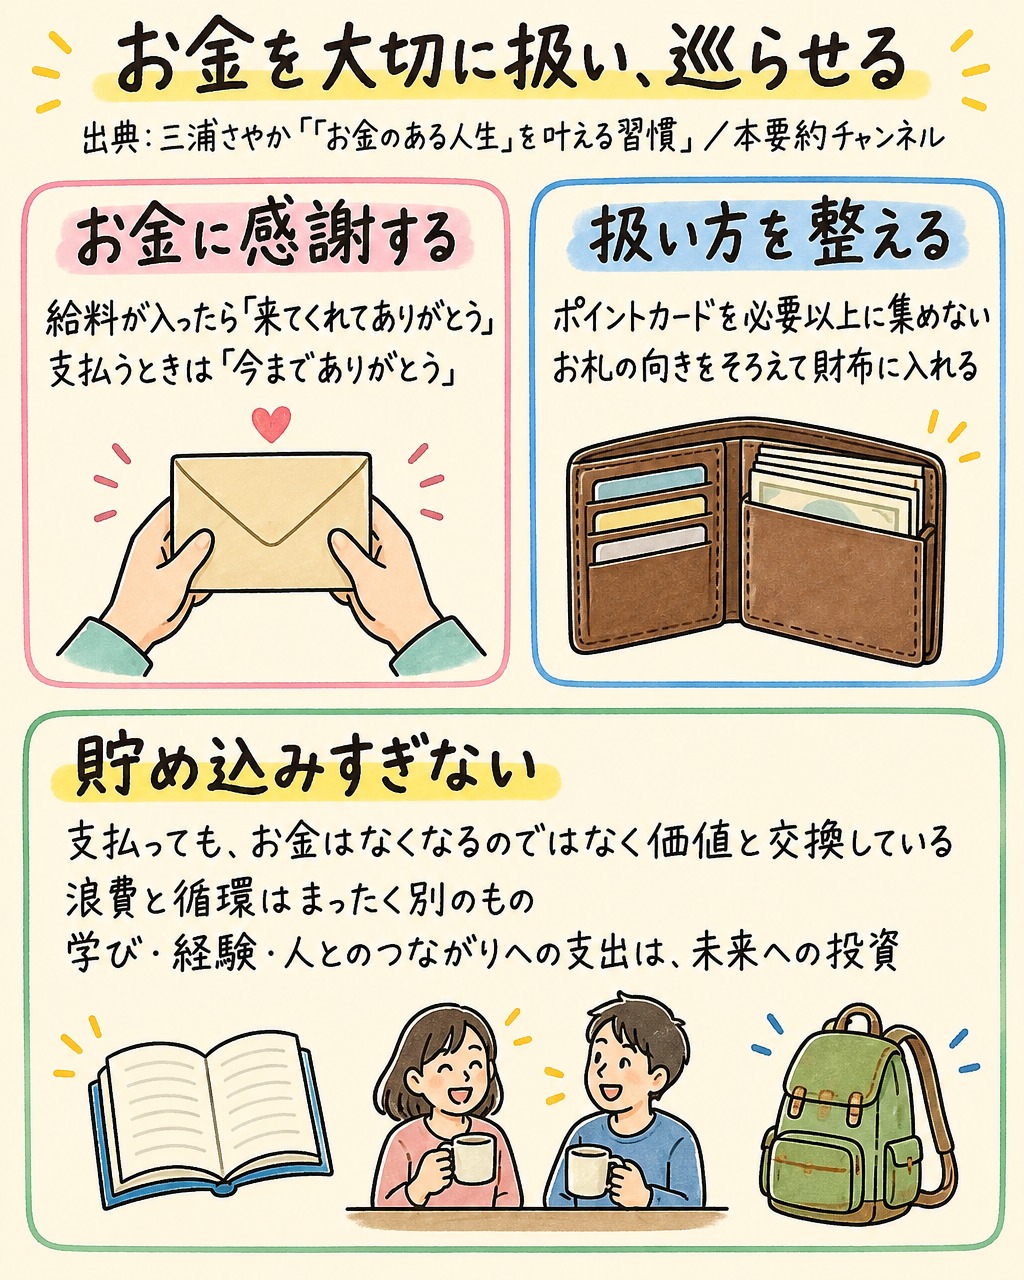 お金を大切に扱い、巡らせる
出典：三浦さやか「「お金のある人生」を叶える習慣」／本要約チャンネル
お金に感謝する
給料が入ったら「来てくれてありがとう」
支払うときは「今までありがとう」
扱い方を整える
ポイントカードを必要以上に集めない
お札の向きをそろえて財布に入れる
貯め込みすぎない
支払っても、お金はなくなるのではなく価値と交換している
浪費と循環はまったく別のもの
学び・経験・人とのつながりへの支出は、未来への投資